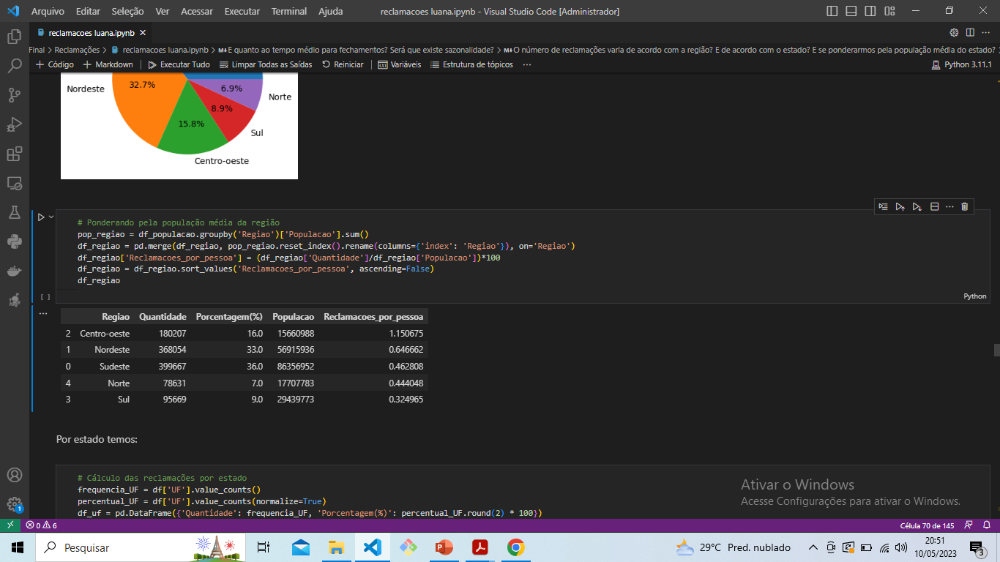 Arquivo Editar Seleção Ver Acessar Executar Terminal Ajuda reclamacoes luana.ipynb - Visual Studio Code [Administrador]
reclamacoes luana.ipynb
Final > Reclamações > reclamacoes luana.ipynb > M↓E quanto ao tempo médio para fechamentos? Será que existe sazonalidade? > M↓O número de reclamações varia de acordo com a região? E de acordo com o estado? E se ponderarmos pela população média do estado? >
+ Código + Markdown Executar Tudo Limpar Todas as Saídas Reiniciar Variáveis Estrutura de tópicos ... Python 3.11.1
Nordeste 32.7% 6.9% Norte
8.9%
15.8% Sul
Centro-oeste
# Ponderando pela população média da região
pop_regiao = df_populacao.groupby('Regiao')['Populacao'].sum()
df_regiao = pd.merge(df_regiao, pop_regiao.reset_index().rename(columns={'index': 'Regiao'}), on='Regiao')
df_regiao['Reclamacoes_por_pessoa'] = (df_regiao['Quantidade']/df_regiao['Populacao'])*100
df_regiao = df_regiao.sort_values('Reclamacoes_por_pessoa', ascending=False)
df_regiao
[ ] Python
Regiao Quantidade Porcentagem(%) Populacao Reclamacoes_por_pessoa
2 Centro-oeste 180207 16.0 15660988 1.150675
1 Nordeste 368054 33.0 56915936 0.646662
0 Sudeste 399667 36.0 86356952 0.462808
4 Norte 78631 7.0 17707783 0.444048
3 Sul 95669 9.0 29439773 0.324965
Por estado temos:
# Cálculo das reclamações por estado
frequencia_UF = df['UF'].value_counts()
percentual_UF = df['UF'].value_counts(normalize=True)
df_uf = pd.DataFrame({'Quantidade': frequencia_UF, 'Porcentagem(%)': percentual_UF.round(2) * 100})
Ativar o Windows
Acesse Configurações para ativar o Windows.
1
0 6 Célula 70 de 145
Pesquisar 29°C Pred. nublado 20:51
10/05/2023 3